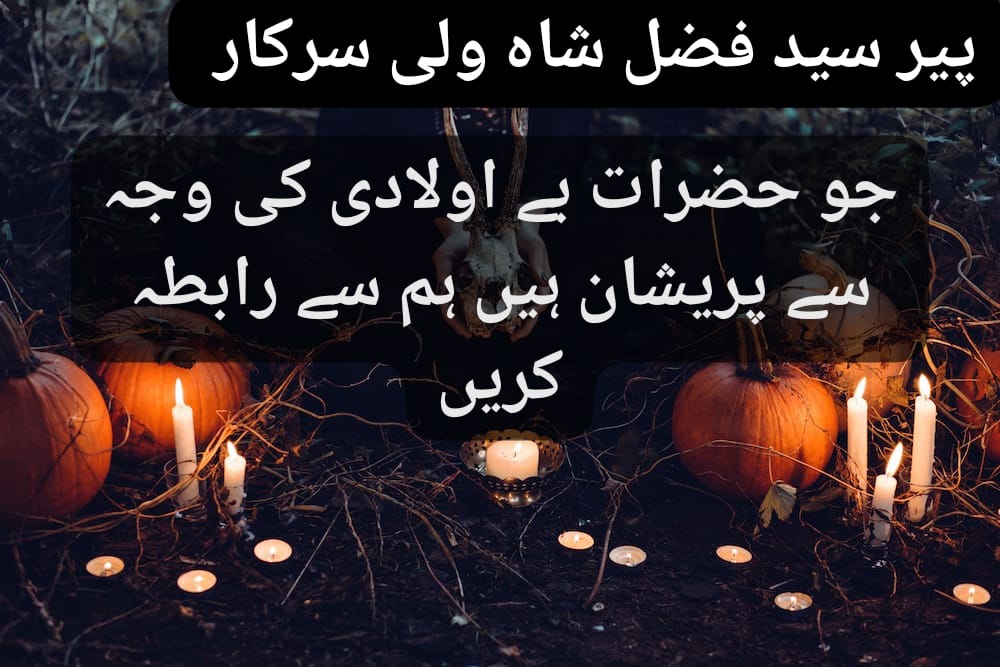 پیر سید فضل شاہ ولی سرکار
جو حضرات بے اولادی کی وجہ
سے پریشان ہیں ہم سے رابطہ
کریں